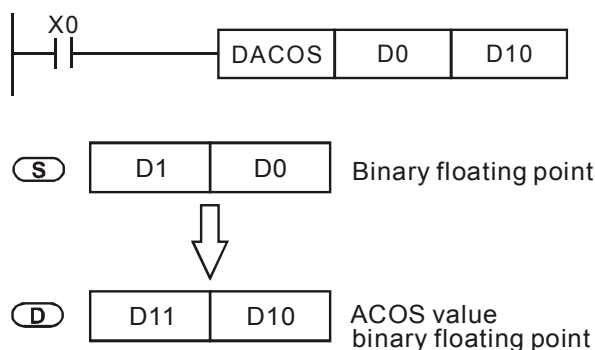 X0
DACOS D0 D10
S D1 D0 Binary floating point
D D11 D10 ACOS value
binary floating point